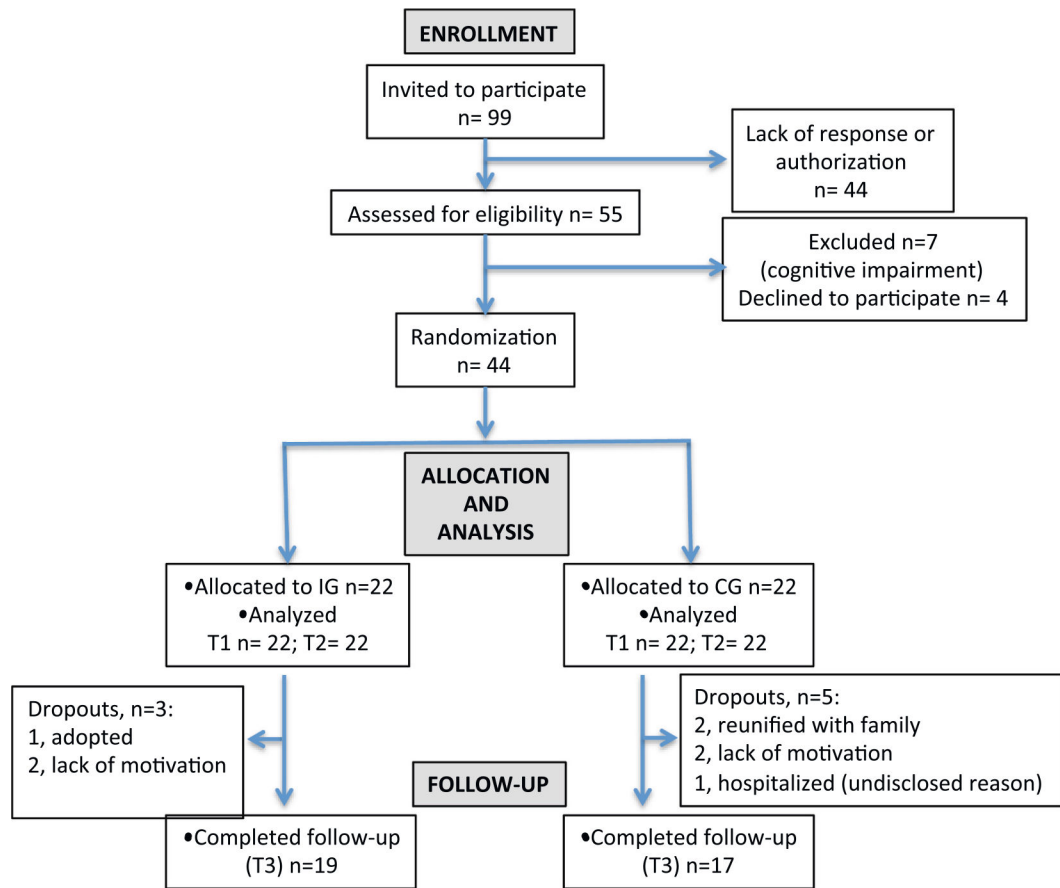 ENROLLMENT
Invited to participate
n= 99
Lack of response or
authorization
n= 44
Assessed for eligibility n= 55
Excluded n=7
(cognitive impairment)
Declined to participate n= 4
Randomization
n= 44
ALLOCATION
AND
ANALYSIS
•Allocated to IG n=22
•Analyzed
T1 n= 22; T2= 22
•Allocated to CG n=22
•Analyzed
T1 n= 22; T2= 22
Dropouts, n=3:
1, adopted
2, lack of motivation
Dropouts, n=5:
2, reunified with family
2, lack of motivation
1, hospitalized (undisclosed reason)
FOLLOW-UP
•Completed follow-up
(T3) n=19
•Completed follow-up
(T3) n=17